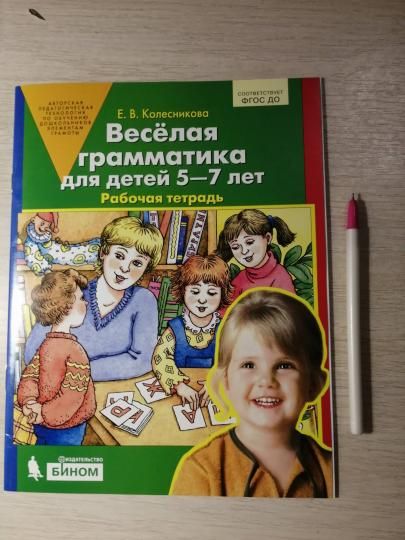 АВТОРСКАЯ
ПЕДАГОГИЧЕСКАЯ
ТЕХНОЛОГИЯ
ПО ОБУЧЕНИЮ
ДОШКОЛЬНИКОВ
ЭЛЕМЕНТАМ
ГРАМОТЫ
СООТВЕТСТВУЕТ
ФГОС ДО
Е. В. Колесникова
Весёлая
грамматика
для детей 5—7 лет
Рабочая тетрадь
ИЗДАТЕЛЬСТВО
БИНОМ